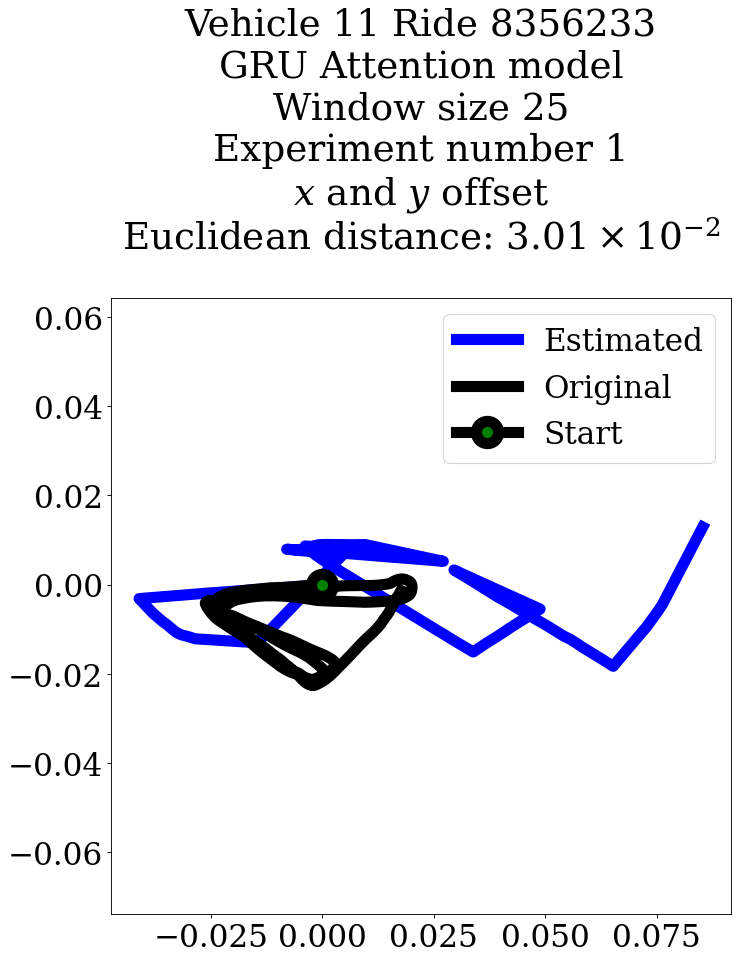 Vehicle 11 Ride 8356233
GRU Attention model
Window size 25
Experiment number 1
x and y offset
Euclidean distance: 3.01 × 10⁻²
Estimated
Original
Start
0.06
0.04
0.02
0.00
−0.02
−0.04
−0.06
−0.025 0.000 0.025 0.050 0.075